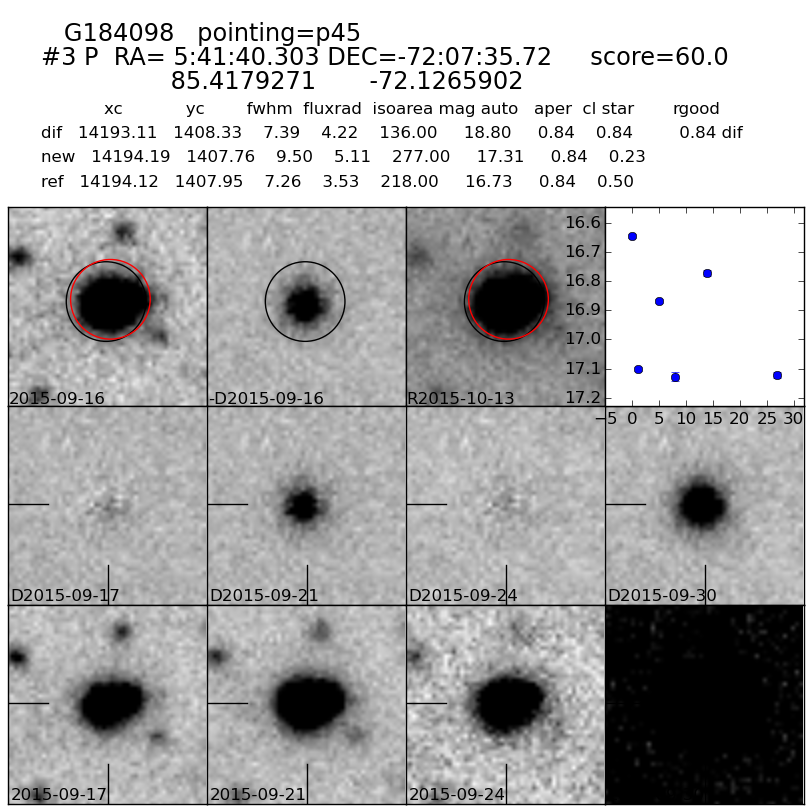 G184098 pointing=p45
#3 P RA= 5:41:40.303 DEC=-72:07:35.72 score=60.0
85.4179271 -72.1265902
xc yc fwhm fluxrad isoarea mag auto aper cl star rgood
dif 14193.11 1408.33 7.39 4.22 136.00 18.80 0.84 0.84 0.84 dif
new 14194.19 1407.76 9.50 5.11 277.00 17.31 0.84 0.23
ref 14194.12 1407.95 7.26 3.53 218.00 16.73 0.84 0.50
16.6
16.7
16.8
16.9
17.0
17.1
17.2
2015-09-16 -D2015-09-16 R2015-10-13
−5 0 5 10 15 20 25 30
D2015-09-17 D2015-09-21 D2015-09-24 D2015-09-30
2015-09-17 2015-09-21 2015-09-24